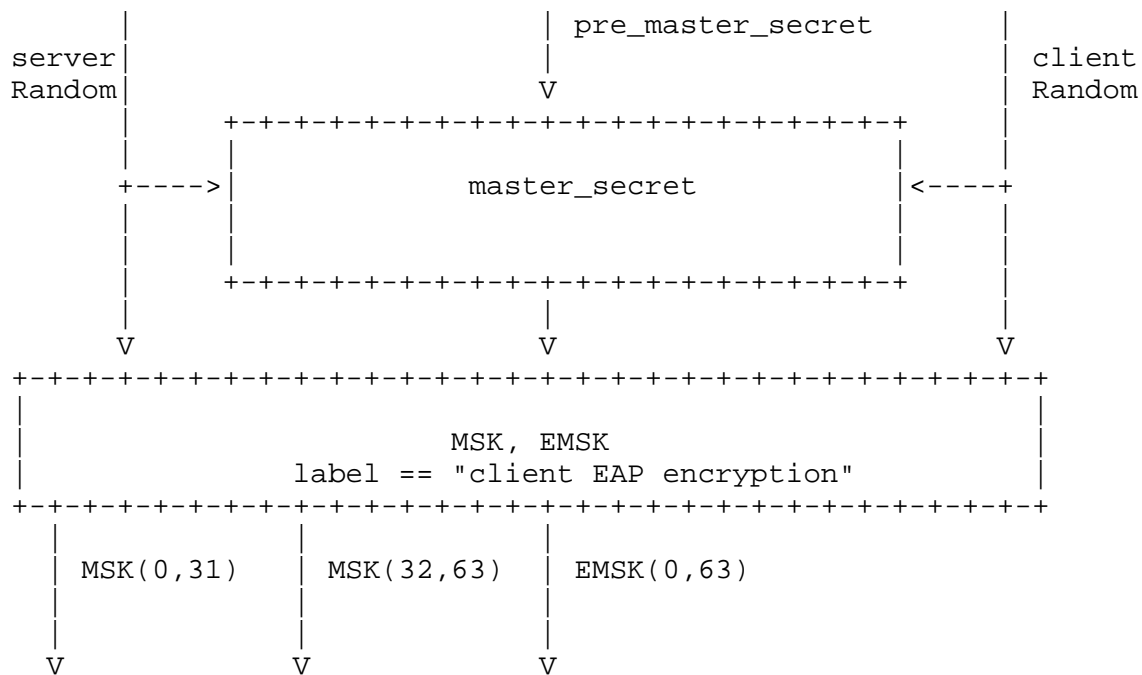 | | pre_master_secret |
server| | | client
Random| V | Random
| +-+-+-+-+-+-+-+-+-+-+-+-+-+-+-+-+-+-+-+ |
| | | |
+---->| master_secret |<----+
| | | |
| | | |
| +-+-+-+-+-+-+-+-+-+-+-+-+-+-+-+-+-+-+-+ |
| | |
V V V
+-+-+-+-+-+-+-+-+-+-+-+-+-+-+-+-+-+-+-+-+-+-+-+-+-+-+-+-+-+
| |
| MSK, EMSK |
| label == "client EAP encryption" |
+-+-+-+-+-+-+-+-+-+-+-+-+-+-+-+-+-+-+-+-+-+-+-+-+-+-+-+-+-+
| | |
| MSK(0,31) | MSK(32,63) | EMSK(0,63)
| | |
| | |
V V V